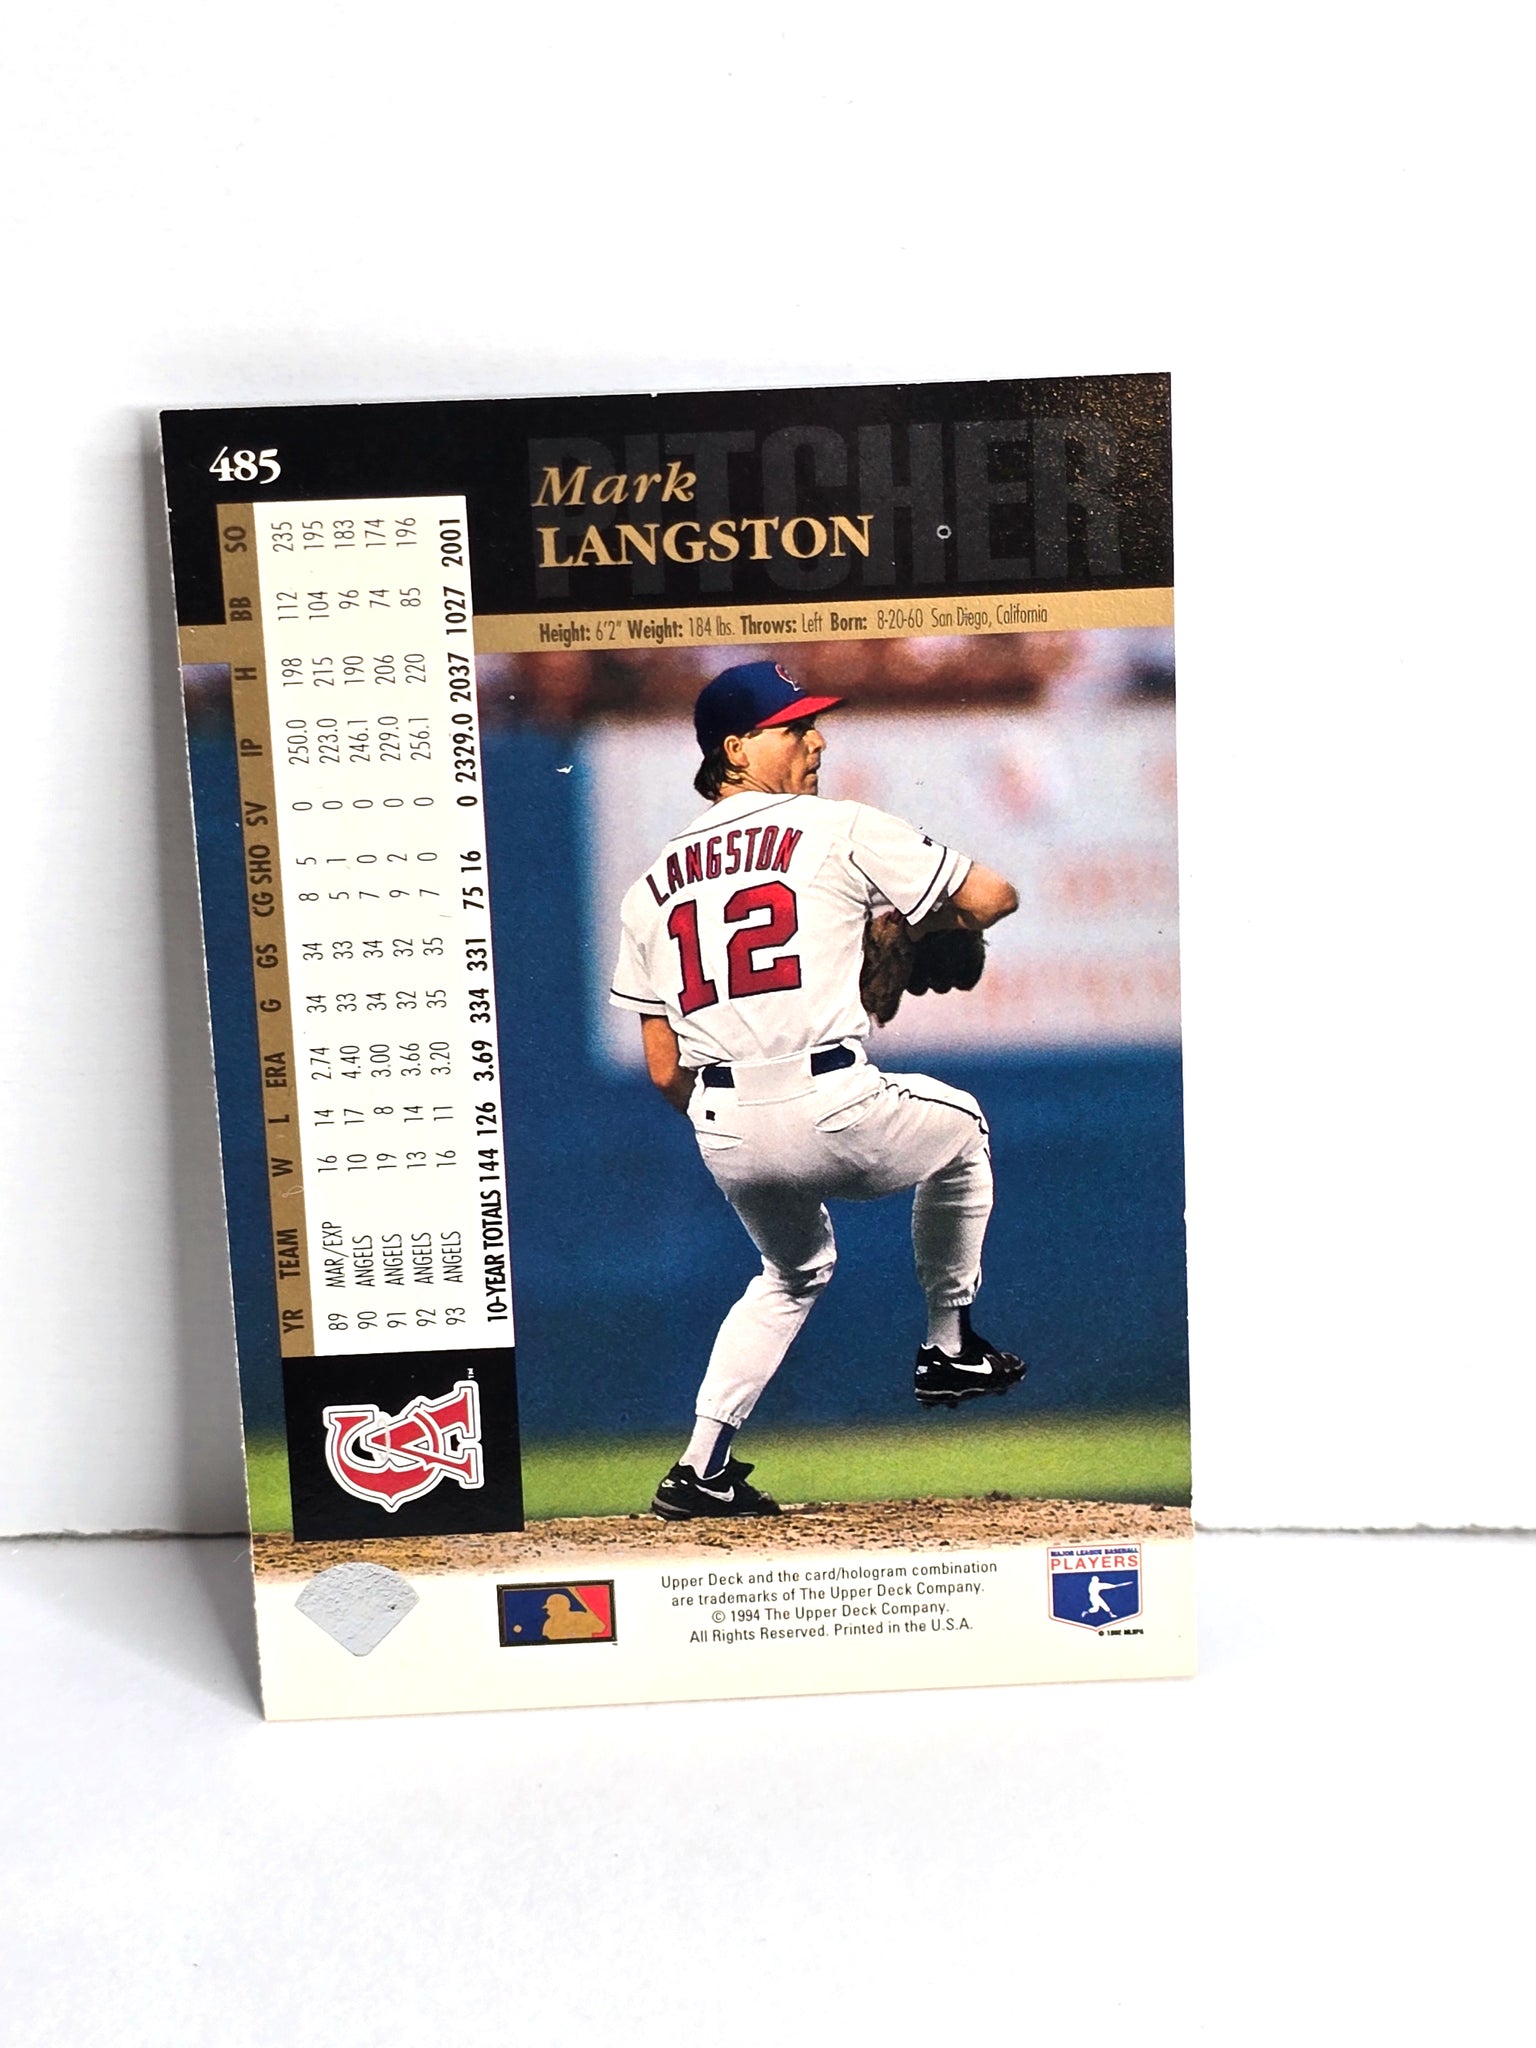 485
PITCHER
Mark
LANGSTON
Height: 6'2" Weight: 184 lbs. Throws: Left Born: 8-20-60 San Diego, California
YR TEAM W L ERA G GS CG SHO SV IP H BB SO
89 MAR/EXP 16 14 2.74 34 34 8 5 0 250.0 198 112 235
90 ANGELS 10 17 4.40 33 33 5 1 0 223.0 215 104 195
91 ANGELS 19 8 3.00 34 34 7 0 0 246.1 190 96 183
92 ANGELS 13 14 3.66 32 32 9 2 0 229.0 206 74 174
93 ANGELS 16 11 3.20 35 35 7 0 0 256.1 220 85 196
10-YEAR TOTALS 144 126 3.69 334 331 75 16 0 2329.0 2037 1027 2001
LANGSTON
12
CA™
Upper Deck and the card/hologram combination
are trademarks of The Upper Deck Company.
© 1994 The Upper Deck Company.
All Rights Reserved. Printed in the U.S.A.
MAJOR LEAGUE BASEBALL
PLAYERS